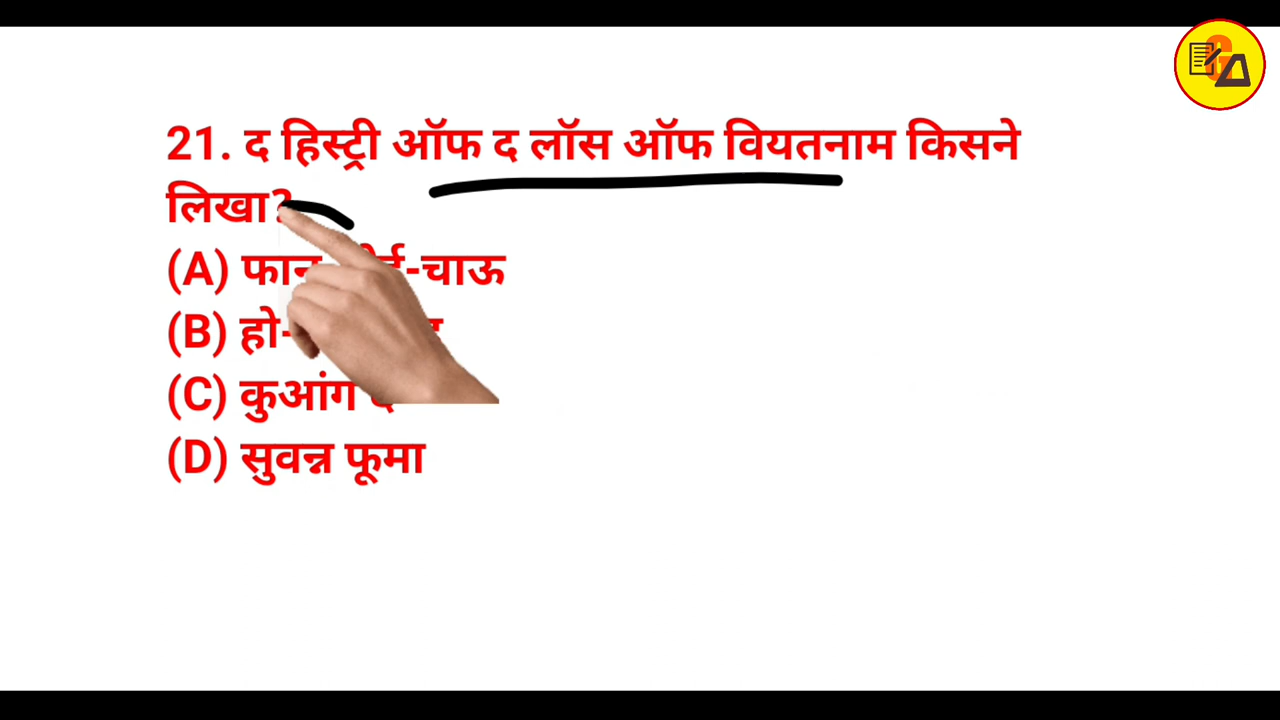 21. द हिस्ट्री ऑफ द लॉस ऑफ वियतनाम किसने
लिखा?
(A) फान -चाऊ
(B) हो-
(C) कुआंग
(D) सुवन्न फूमा